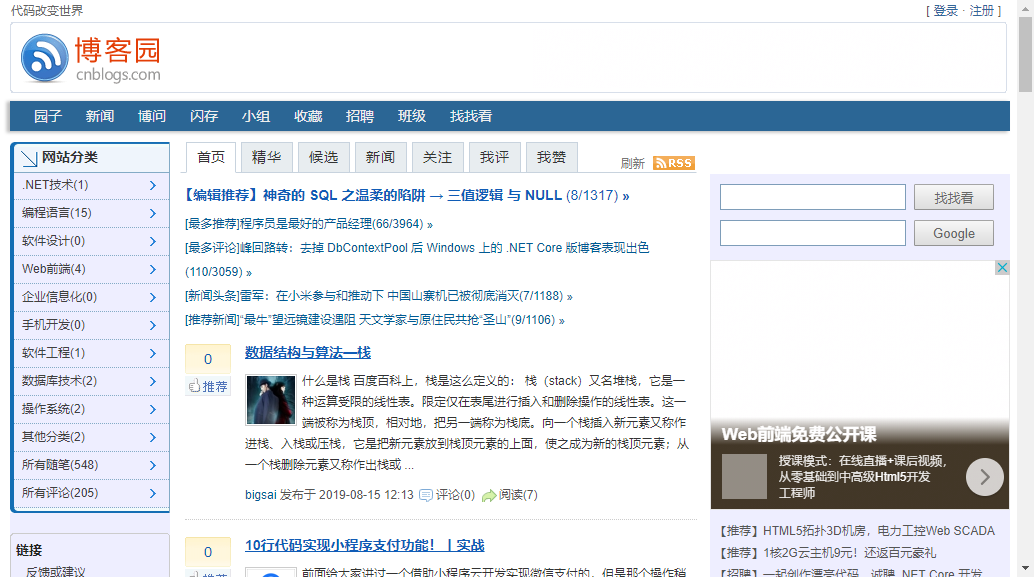 代码改变世界
[ 登录 · 注册 ]
博客园
cnblogs.com
园子 新闻 博问 闪存 小组 收藏 招聘 班级 找找看
网站分类
.NET技术(1)
编程语言(15)
软件设计(0)
Web前端(4)
企业信息化(0)
手机开发(0)
软件工程(1)
数据库技术(2)
操作系统(2)
其他分类(2)
所有随笔(548)
所有评论(205)
链接
反馈或建议
首页 精华 候选 新闻 关注 我评 我赞
刷新 RSS
【编辑推荐】神奇的 SQL 之温柔的陷阱 → 三值逻辑 与 NULL (8/1317) »
[最多推荐]程序员是最好的产品经理(66/3964) »
[最多评论]峰回路转：去掉 DbContextPool 后 Windows 上的 .NET Core 版博客表现出色
(110/3059) »
[新闻头条]雷军：在小米参与和推动下 中国山寨机已被彻底消灭(7/1188) »
[推荐新闻]“最牛”望远镜建设遇阻 天文学家与原住民共抢“圣山”(9/1106) »
0
推荐
数据结构与算法—栈
什么是栈 百度百科上，栈是这么定义的： 栈（stack）又名堆栈，它是一
种运算受限的线性表。限定仅在表尾进行插入和删除操作的线性表。这一
端被称为栈顶，相对地，把另一端称为栈底。向一个栈插入新元素又称作
进栈、入栈或压栈，它是把新元素放到栈顶元素的上面，使之成为新的栈顶元素；从
一个栈删除元素又称作出栈或 ...
bigsai 发布于 2019-08-15 12:13 评论(0) 阅读(7)
0
推荐
10行代码实现小程序支付功能！丨实战
前面给大家讲过一个借助小程序云开发实现微信支付的，但是那个操作稍
找找看
Google
Web前端免费公开课
授课模式：在线直播+课后视频，
从零基础到中高级Html5开发
工程师
【推荐】HTML5拓扑3D机房，电力工控Web SCADA
【推荐】1核2G云主机9元！还返百元豪礼
【招聘】一起创作漂亮代码，诚聘 .NET Core 开发